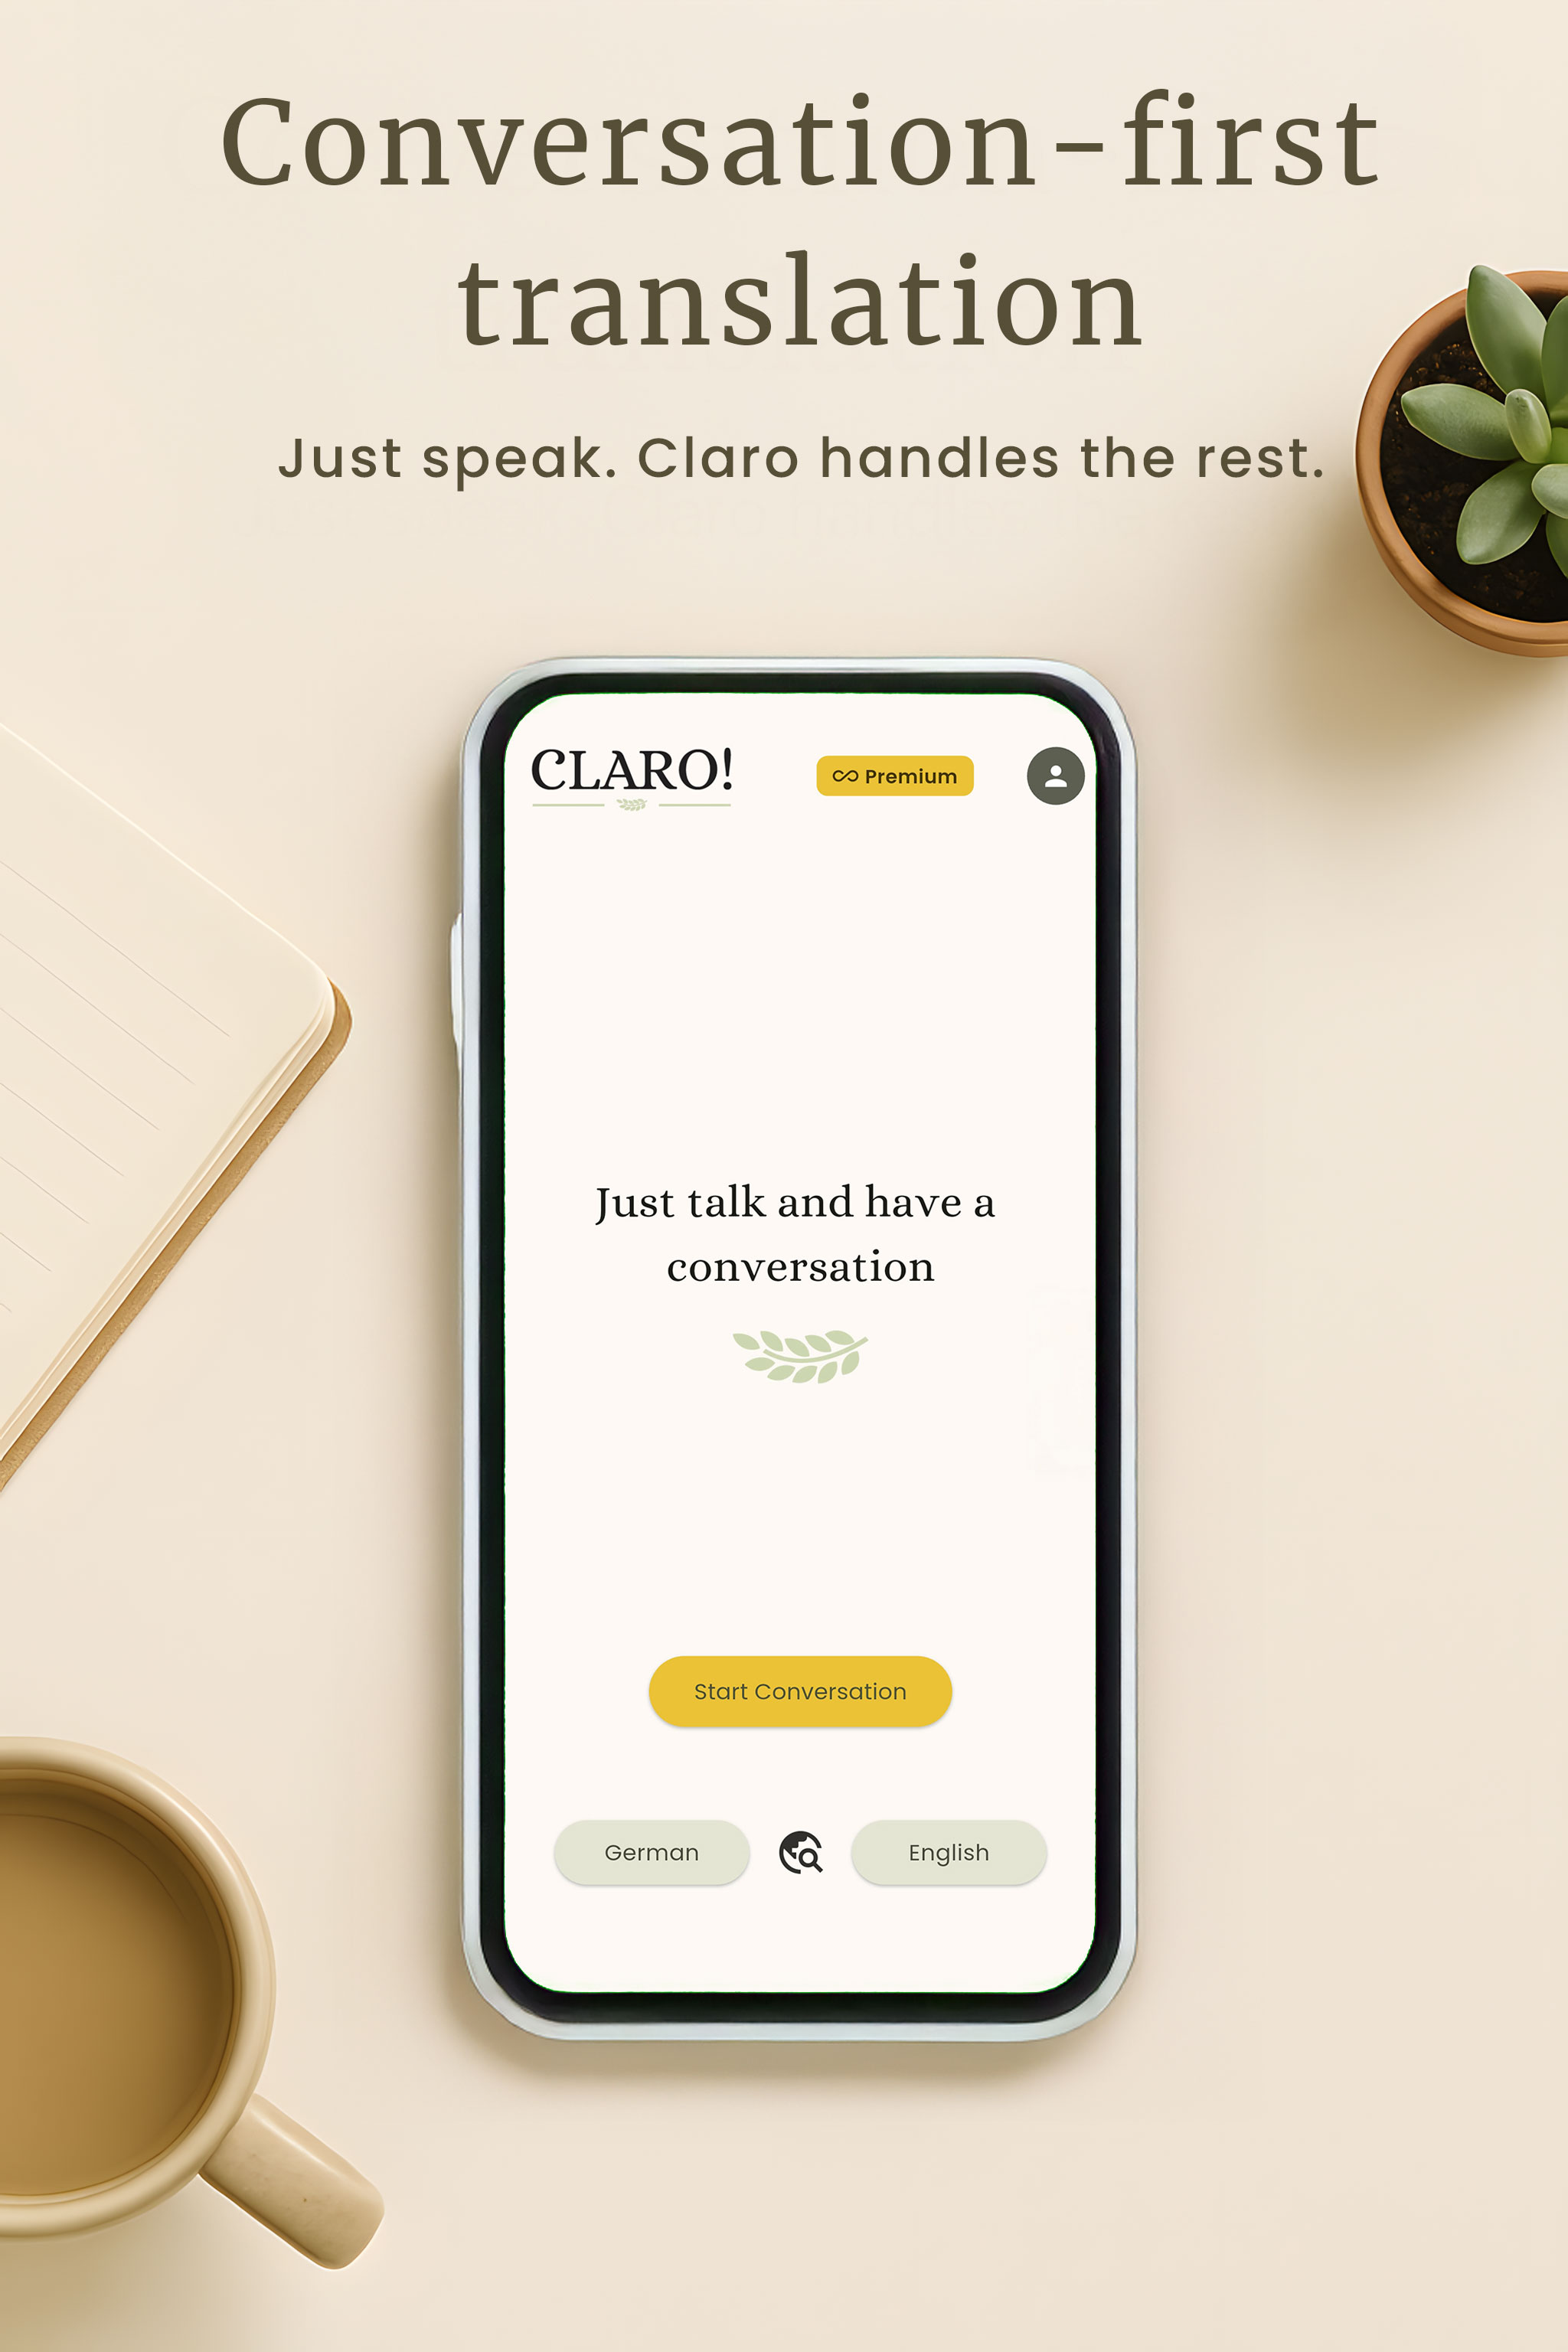 Conversation-first
translation
Just speak. Claro handles the rest.
CLARO!
Premium
Just talk and have a
conversation
Start Conversation
German
English